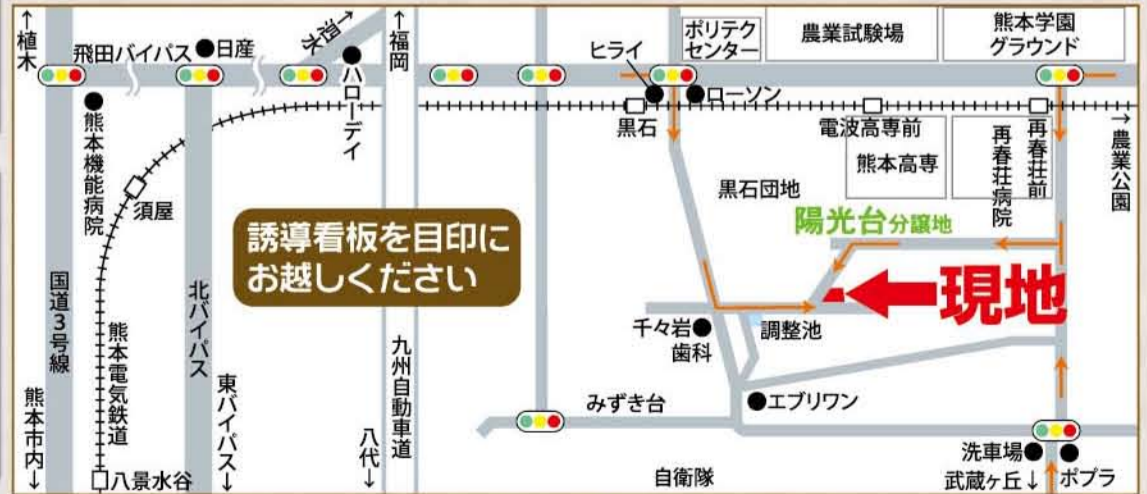 ↑植木
飛田バイパス
日産
↑泗水
ハローデイ
↑福岡
ヒライ
ポリテク
センター
農業試験場
熊本学園
グラウンド
ローソン
黒石
電波高専前
熊本高専
再春荘病院
再春荘前
→農業公園
熊本機能病院
須屋
黒石団地
陽光台分譲地
誘導看板を目印に
お越しください
現地
国道3号線
熊本電気鉄道
北バイパス
九州自動車道
千々岩
歯科
調整池
みずき台
エブリワン
熊本市内↓
八景水谷
東バイパス↓
八代↓
自衛隊
洗車場
武蔵ヶ丘↓
ポプラ